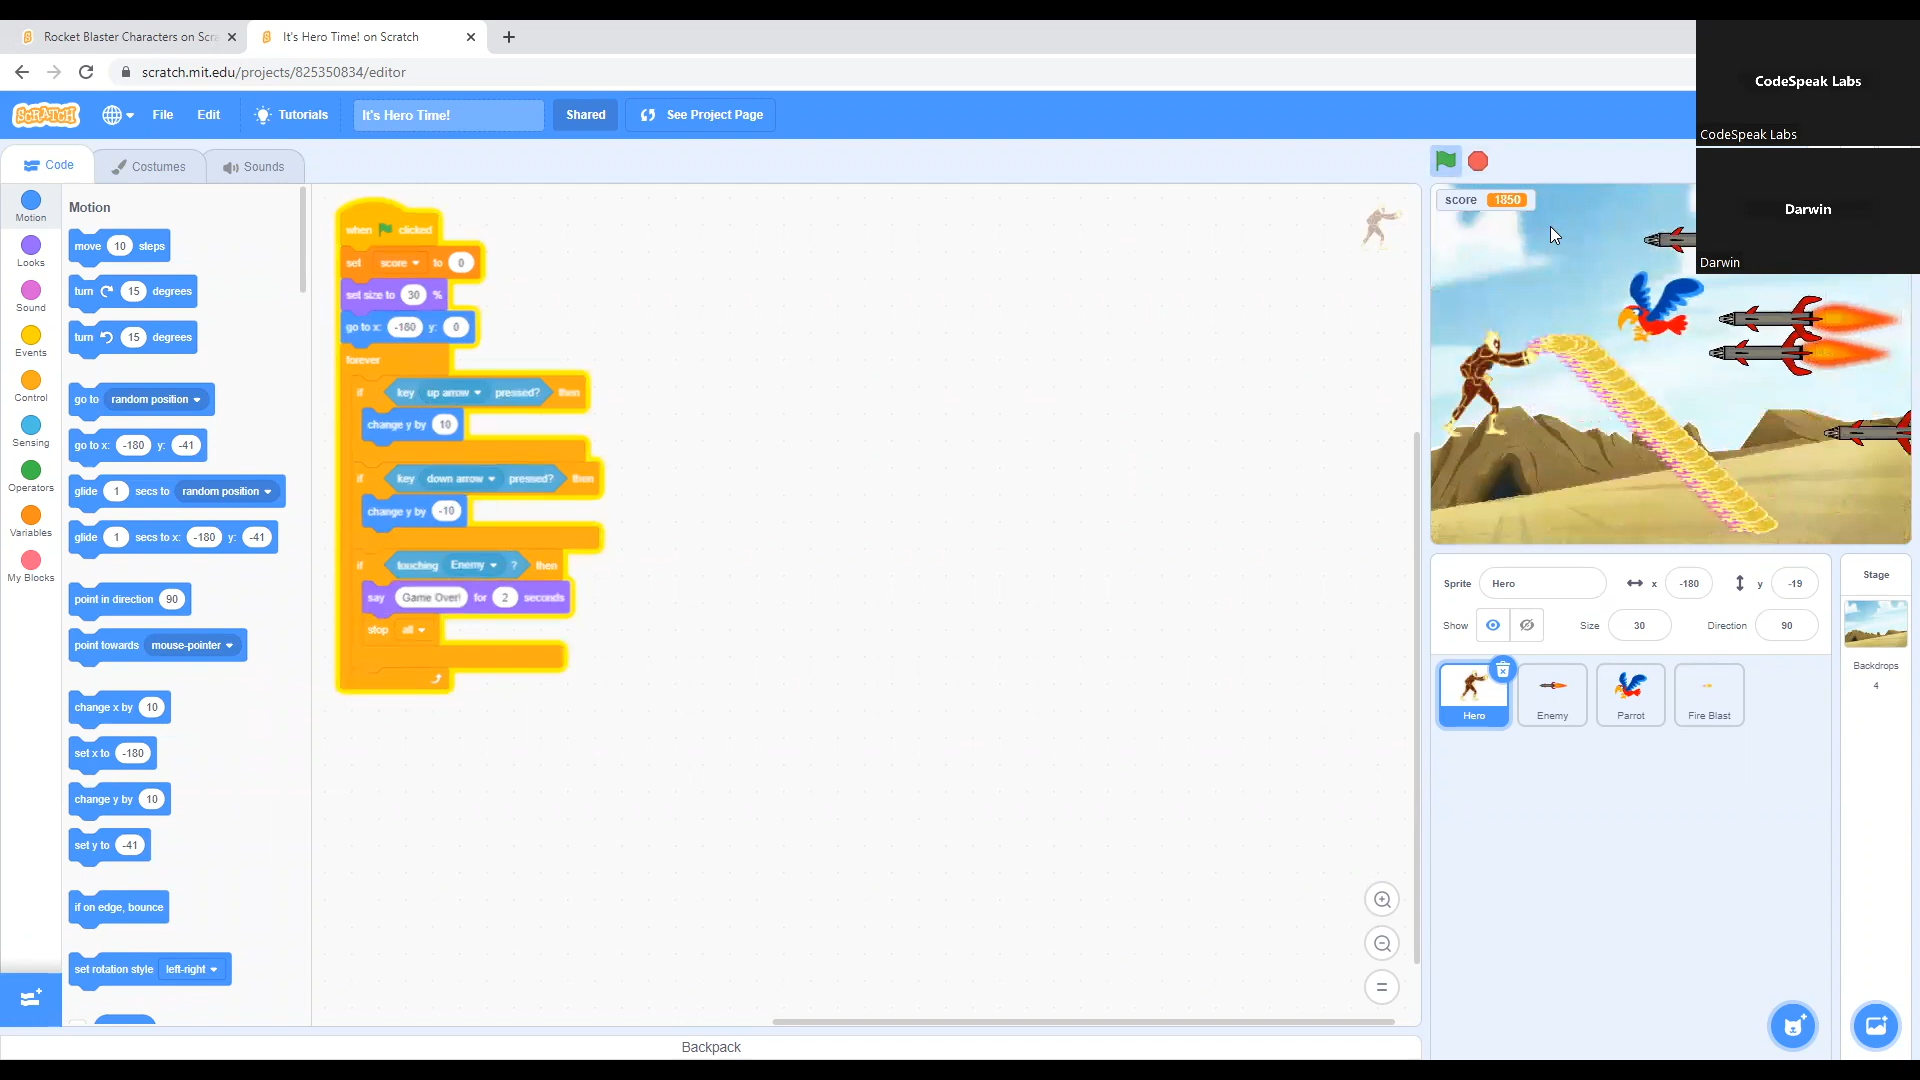 Rocket Blaster Characters on Scra
It's Hero Time! on Scratch
scratch.mit.edu/projects/825350834/editor
SCRATCH
File
Edit
Tutorials
It's Hero Time!
Shared
See Project Page
Code
Costumes
Sounds
Motion
Looks
Sound
Events
Control
Sensing
Operators
Variables
My Blocks
Motion
move 10 steps
turn 15 degrees
turn 15 degrees
go to random position
go to x: -180 y: -41
glide 1 secs to random position
glide 1 secs to x: -180 y: -41
point in direction 90
point towards mouse-pointer
change x by 10
set x to -180
change y by 10
set y to -41
if on edge, bounce
set rotation style left-right
when clicked
set score to 0
set size to 30 %
go to x: -180 y: 0
forever
if key up arrow pressed? then
change y by 10
if key down arrow pressed? then
change y by -10
if touching Enemy ? then
say Game Over! for 2 seconds
stop all
Backpack
score 1850
CodeSpeak Labs
CodeSpeak Labs
Darwin
Darwin
Sprite Hero x -180 y -19
Show Size 30 Direction 90
Hero
Enemy
Parrot
Fire Blast
Stage
Backdrops
4